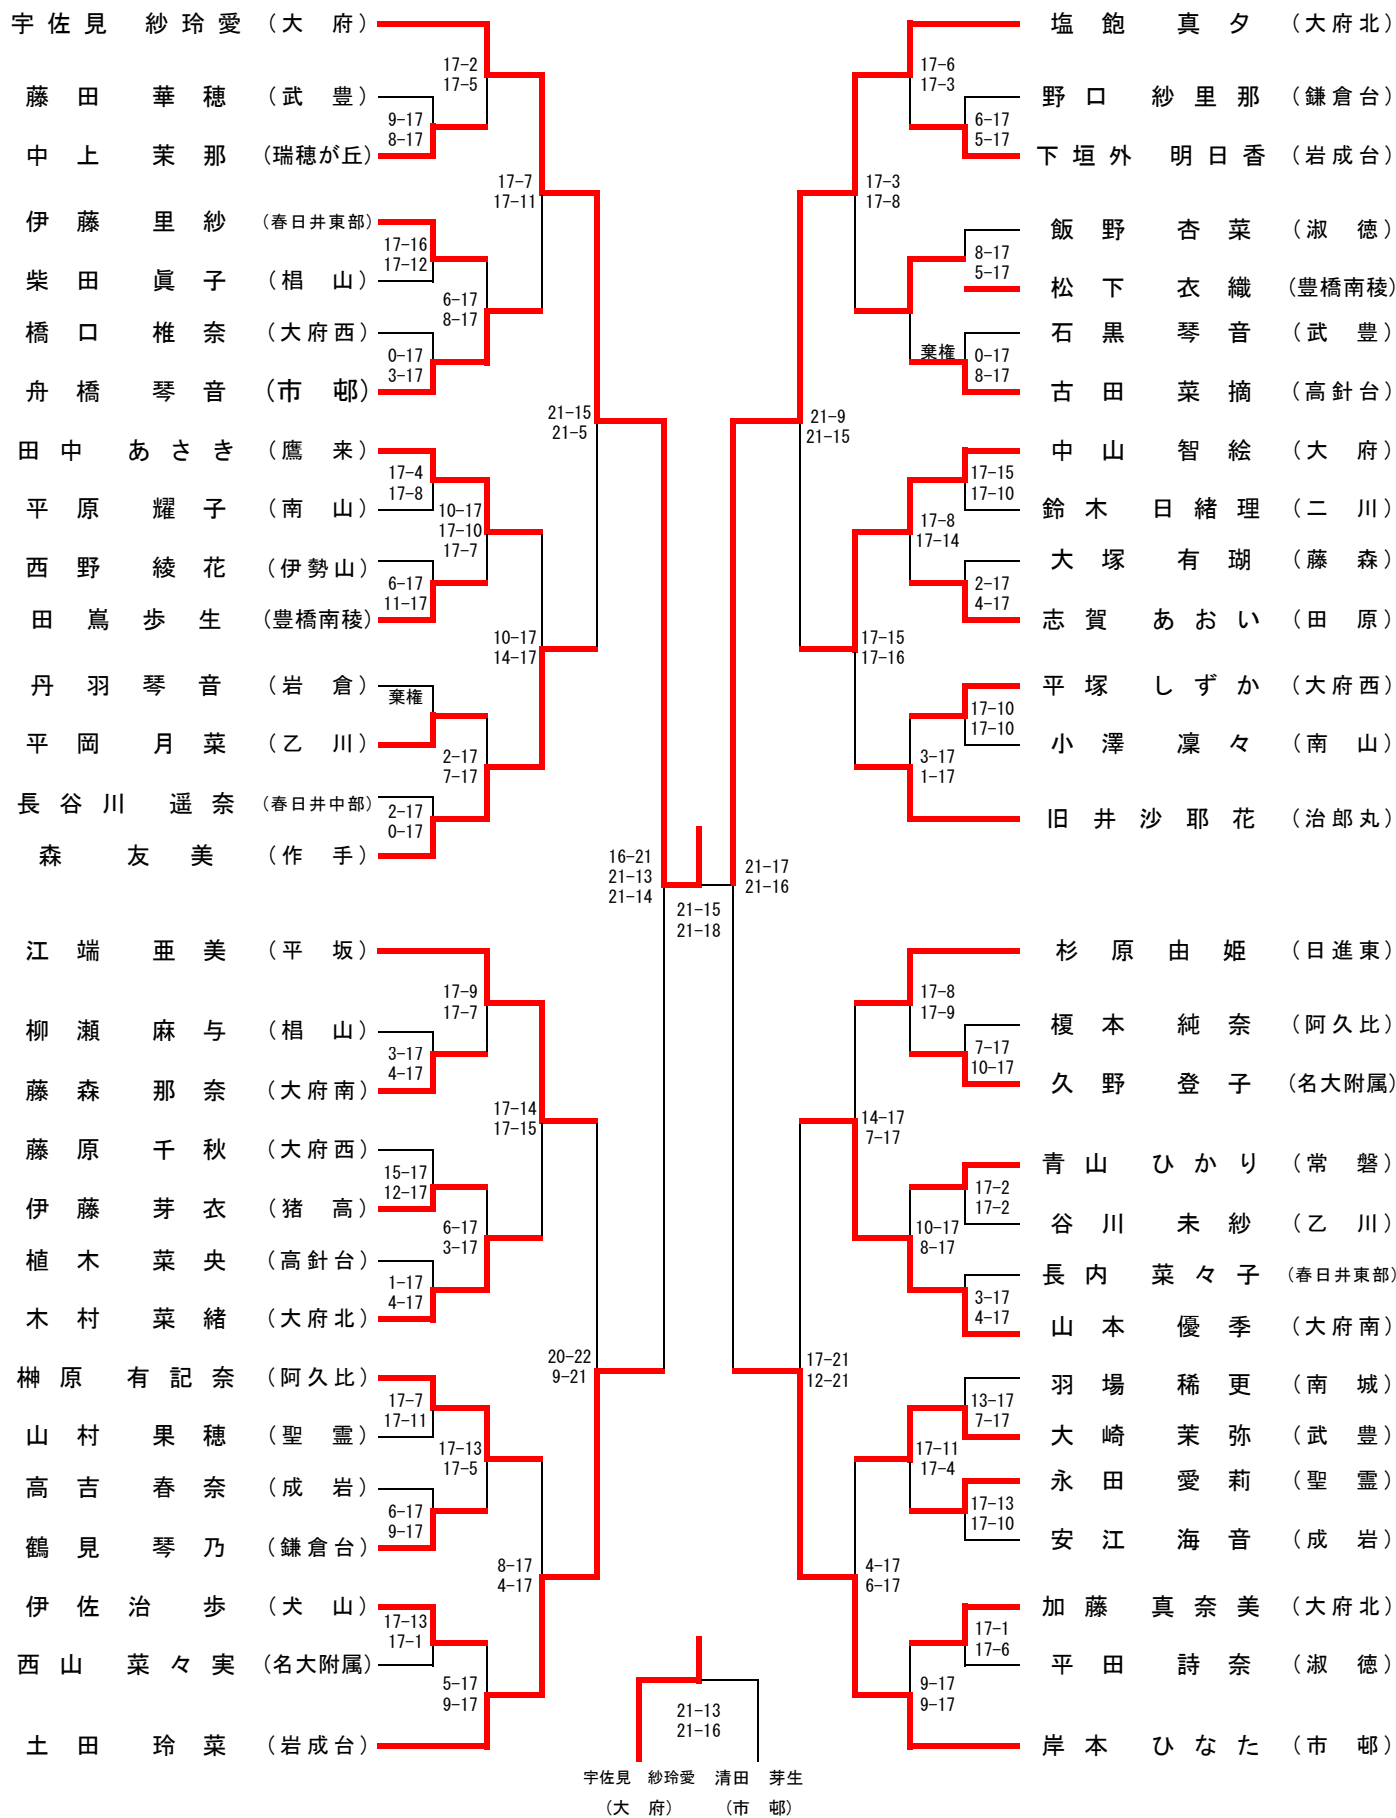 宇佐見 紗玲愛 (大 府)
17-2
17-5
藤田 華穂 (武 豊)
9-17
8-17
中上 茉那 (瑞穂が丘)
17-7
17-11
伊藤 里紗 (春日井東部)
17-16
17-12
柴田 眞子 (椙 山)
6-17
8-17
橋口 椎奈 (大府西)
0-17
3-17
舟橋 琴音 (市 邨)
21-15
21-5
田中 あさき (鷹 来)
17-4
17-8
平原 耀子 (南 山)
10-17
17-10
17-7
西野 綾花 (伊勢山)
6-17
11-17
田嶌 歩生 (豊橋南稜)
10-17
14-17
丹羽 琴音 (岩 倉)
棄権
平岡 月菜 (乙 川)
2-17
7-17
長谷川 遥奈 (春日井中部)
2-17
0-17
森 友美 (作 手)
16-21
21-13
21-14
江端 亜美 (平 坂)
17-9
17-7
柳瀬 麻与 (椙 山)
3-17
4-17
藤森 那奈 (大府南)
17-14
17-15
藤原 千秋 (大府西)
15-17
12-17
伊藤 芽衣 (猪 高)
6-17
3-17
植木 菜央 (高針台)
1-17
4-17
木村 菜緒 (大府北)
20-22
9-21
榊原 有記奈 (阿久比)
17-7
17-11
山村 果穂 (聖 霊)
17-13
17-5
高吉 春奈 (成 岩)
6-17
9-17
鶴見 琴乃 (鎌倉台)
8-17
4-17
伊佐治 歩 (犬 山)
17-13
17-1
西山 菜々実 (名大附属)
5-17
9-17
土田 玲菜 (岩成台)
21-15
21-18
塩飽 真夕 (大府北)
17-6
17-3
野口 紗里那 (鎌倉台)
6-17
5-17
下垣外 明日香 (岩成台)
17-3
17-8
飯野 杏菜 (淑 徳)
8-17
5-17
松下 衣織 (豊橋南稜)
棄権
石黒 琴音 (武 豊)
0-17
8-17
古田 菜摘 (高針台)
21-9
21-15
中山 智絵 (大 府)
17-15
17-10
鈴木 日緒理 (二 川)
17-8
17-14
大塚 有瑚 (藤 森)
2-17
4-17
志賀 あおい (田 原)
17-15
17-16
平塚 しずか (大府西)
17-10
17-10
小澤 凜々 (南 山)
3-17
1-17
旧井 沙耶花 (治郎丸)
21-17
21-16
杉原 由姫 (日進東)
17-8
17-9
榎本 純奈 (阿久比)
7-17
10-17
久野 登子 (名大附属)
14-17
7-17
青山 ひかり (常 磐)
17-2
17-2
谷川 未紗 (乙 川)
10-17
8-17
長内 菜々子 (春日井東部)
3-17
4-17
山本 優季 (大府南)
17-21
12-21
羽場 稀更 (南 城)
13-17
7-17
大崎 茉弥 (武 豊)
17-11
17-4
永田 愛莉 (聖 霊)
17-13
17-10
安江 海音 (成 岩)
4-17
6-17
加藤 真奈美 (大府北)
17-1
17-6
平田 詩奈 (淑 徳)
9-17
9-17
岸本 ひなた (市 邨)
21-13
21-16
宇佐見 紗玲愛 清田 芽生
(大 府) (市 邨)